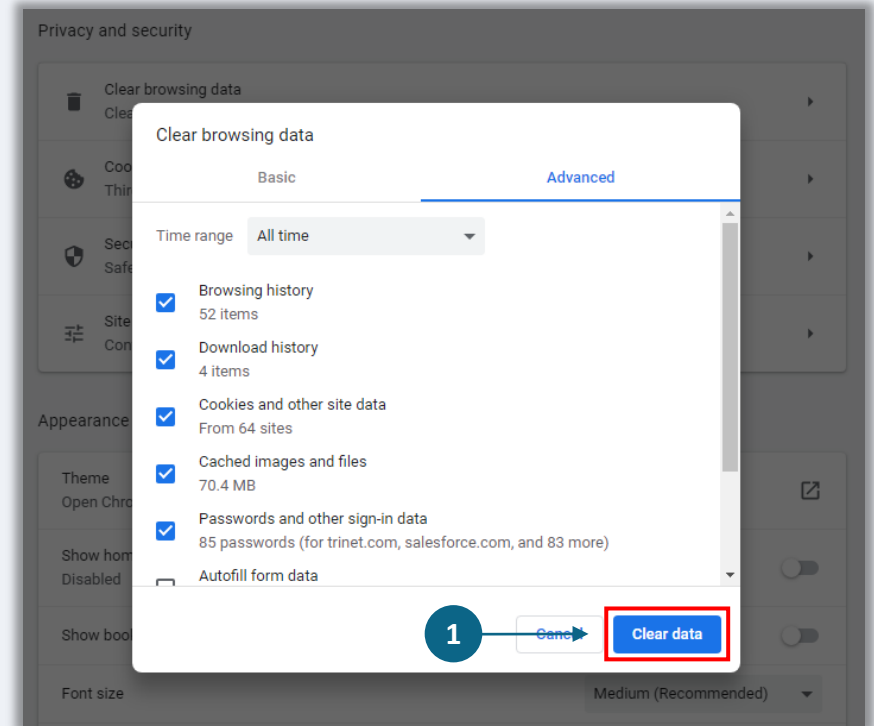 Privacy and security
Clear browsing data
Clea
Clear browsing data
Coo
Thir
Basic
Advanced
Time range All time
Secu
Safe
Browsing history
52 items
Site
Con
Download history
4 items
Cookies and other site data
From 64 sites
Appearance
Cached images and files
70.4 MB
Theme
Open Chro
Passwords and other sign-in data
85 passwords (for trinet.com, salesforce.com, and 83 more)
Show hom
Disabled
Autofill form data
Show book
1
Cancel
Clear data
Font size
Medium (Recommended)